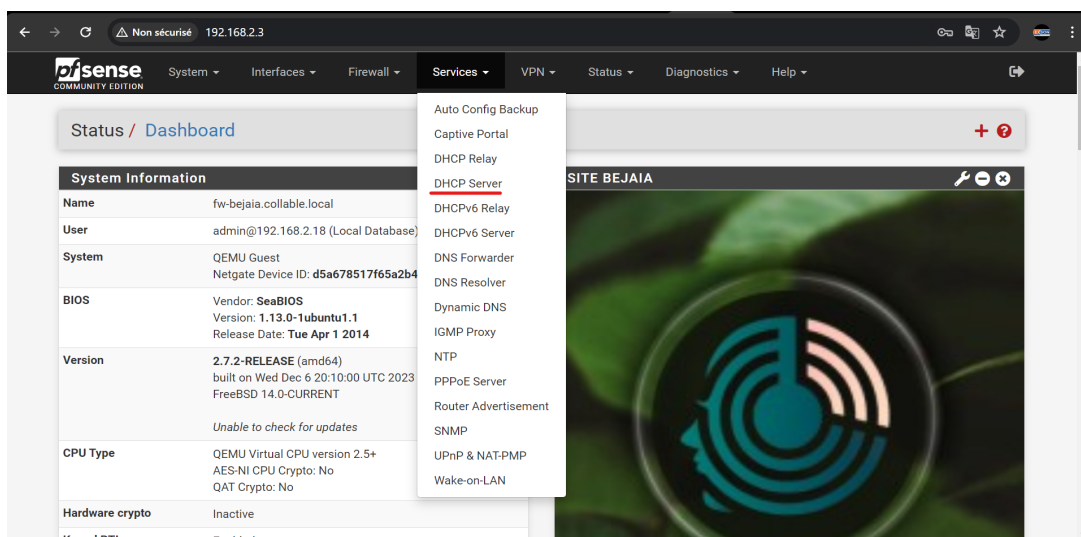 Non sécurisé 192.168.2.3
pfsense
COMMUNITY EDITION
System Interfaces Firewall Services VPN Status Diagnostics Help
Auto Config Backup
Captive Portal
DHCP Relay
DHCP Server
DHCPv6 Relay
DHCPv6 Server
DNS Forwarder
DNS Resolver
Dynamic DNS
IGMP Proxy
NTP
PPPoE Server
Router Advertisement
SNMP
UPnP & NAT-PMP
Wake-on-LAN
Status / Dashboard
System Information
Name fw-bejaia.collable.local
User admin@192.168.2.18 (Local Database)
System QEMU Guest
Netgate Device ID: d5a678517f65a2b4
BIOS Vendor: SeaBIOS
Version: 1.13.0-1ubuntu1.1
Release Date: Tue Apr 1 2014
Version 2.7.2-RELEASE (amd64)
built on Wed Dec 6 20:10:00 UTC 2023
FreeBSD 14.0-CURRENT
Unable to check for updates
CPU Type QEMU Virtual CPU version 2.5+
AES-NI CPU Crypto: No
QAT Crypto: No
Hardware crypto Inactive
SITE BEJAIA